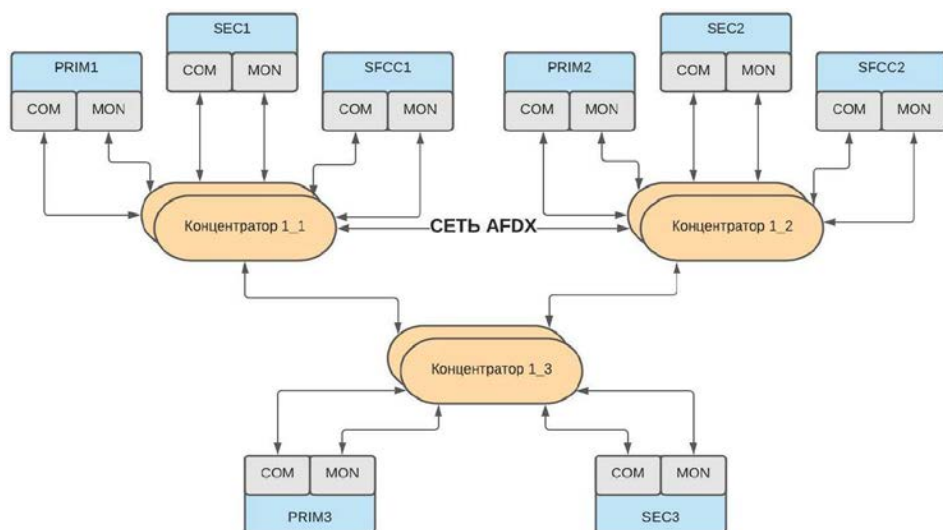 SEC1
COM MON
PRIM1
COM MON
SFCC1
COM MON
SEC2
COM MON
PRIM2
COM MON
SFCC2
COM MON
Концентратор 1_1
СЕТЬ AFDX
Концентратор 1_2
Концентратор 1_3
COM MON
PRIM3
COM MON
SEC3